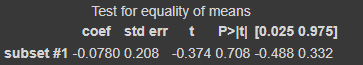 Test for equality of means
coef std err t P>|t| [0.025 0.975]
subset #1 -0.0780 0.208 -0.374 0.708 -0.488 0.332